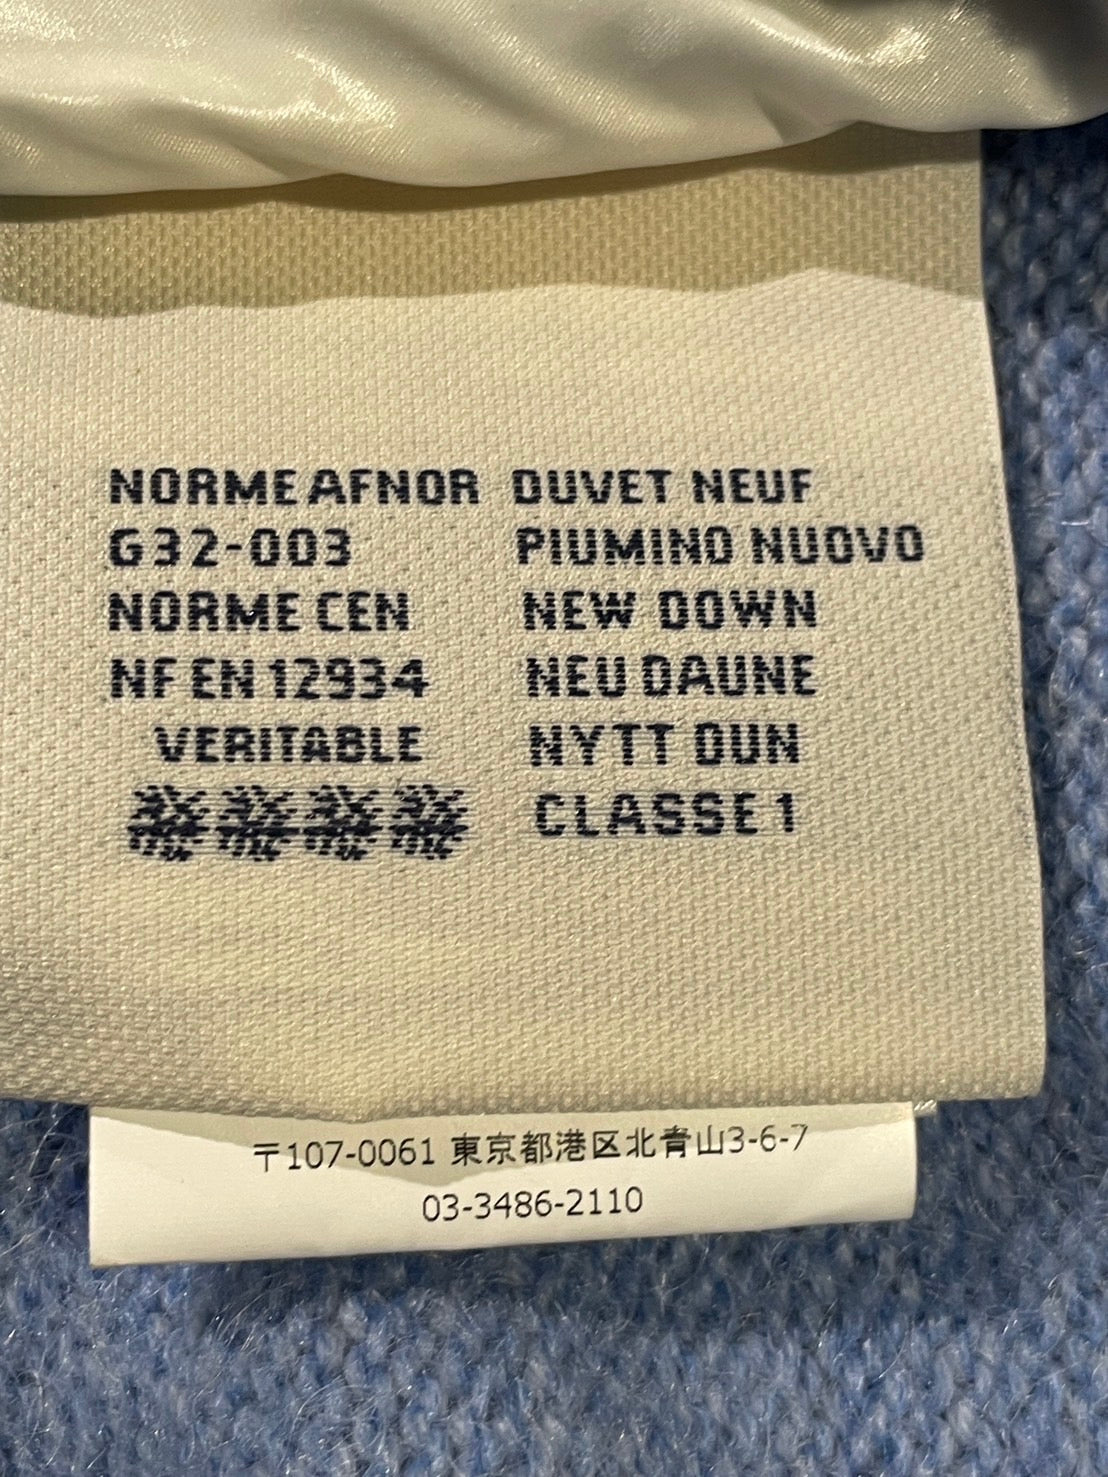 NORME AFNOR
G32-003
NORME CEN
NF EN 12934
VERITABLE
DUVET NEUF
PIUMINO NUOVO
NEW DOWN
NEU DAUNE
NYTT DUN
CLASSE 1
〒107-0061 東京都港区北青山3-6-7
03-3486-2110